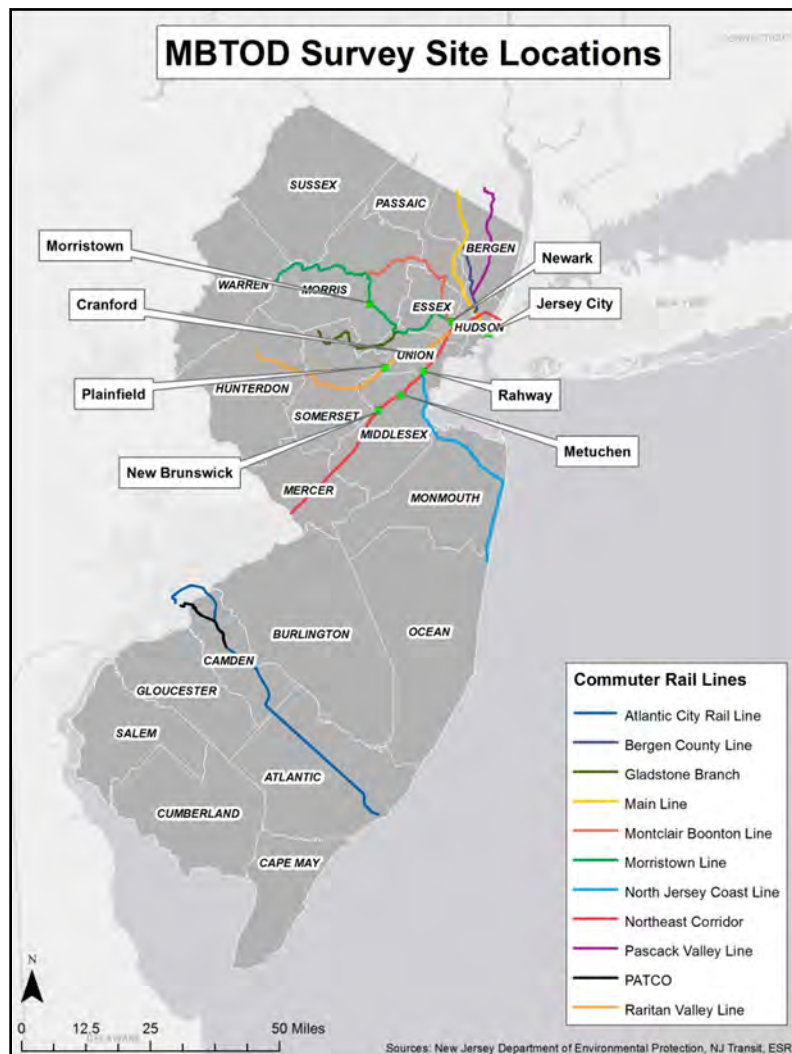 MBTOD Survey Site Locations
SUSSEX
PASSAIC
BERGEN
Morristown
Newark
WARREN
MORRIS
Cranford
ESSEX
Jersey City
HUDSON
UNION
Plainfield
HUNTERDON
Rahway
SOMERSET
MIDDLESEX
Metuchen
New Brunswick
MERCER
MONMOUTH
BURLINGTON
OCEAN
CAMDEN
GLOUCESTER
SALEM
ATLANTIC
CUMBERLAND
CAPE MAY
Commuter Rail Lines
Atlantic City Rail Line
Bergen County Line
Gladstone Branch
Main Line
Montclair Boonton Line
Morristown Line
North Jersey Coast Line
Northeast Corridor
Pascack Valley Line
PATCO
Raritan Valley Line
N
0 12.5 25 50 Miles
DELAWARE
Sources: New Jersey Department of Environmental Protection, NJ Transit, ESR